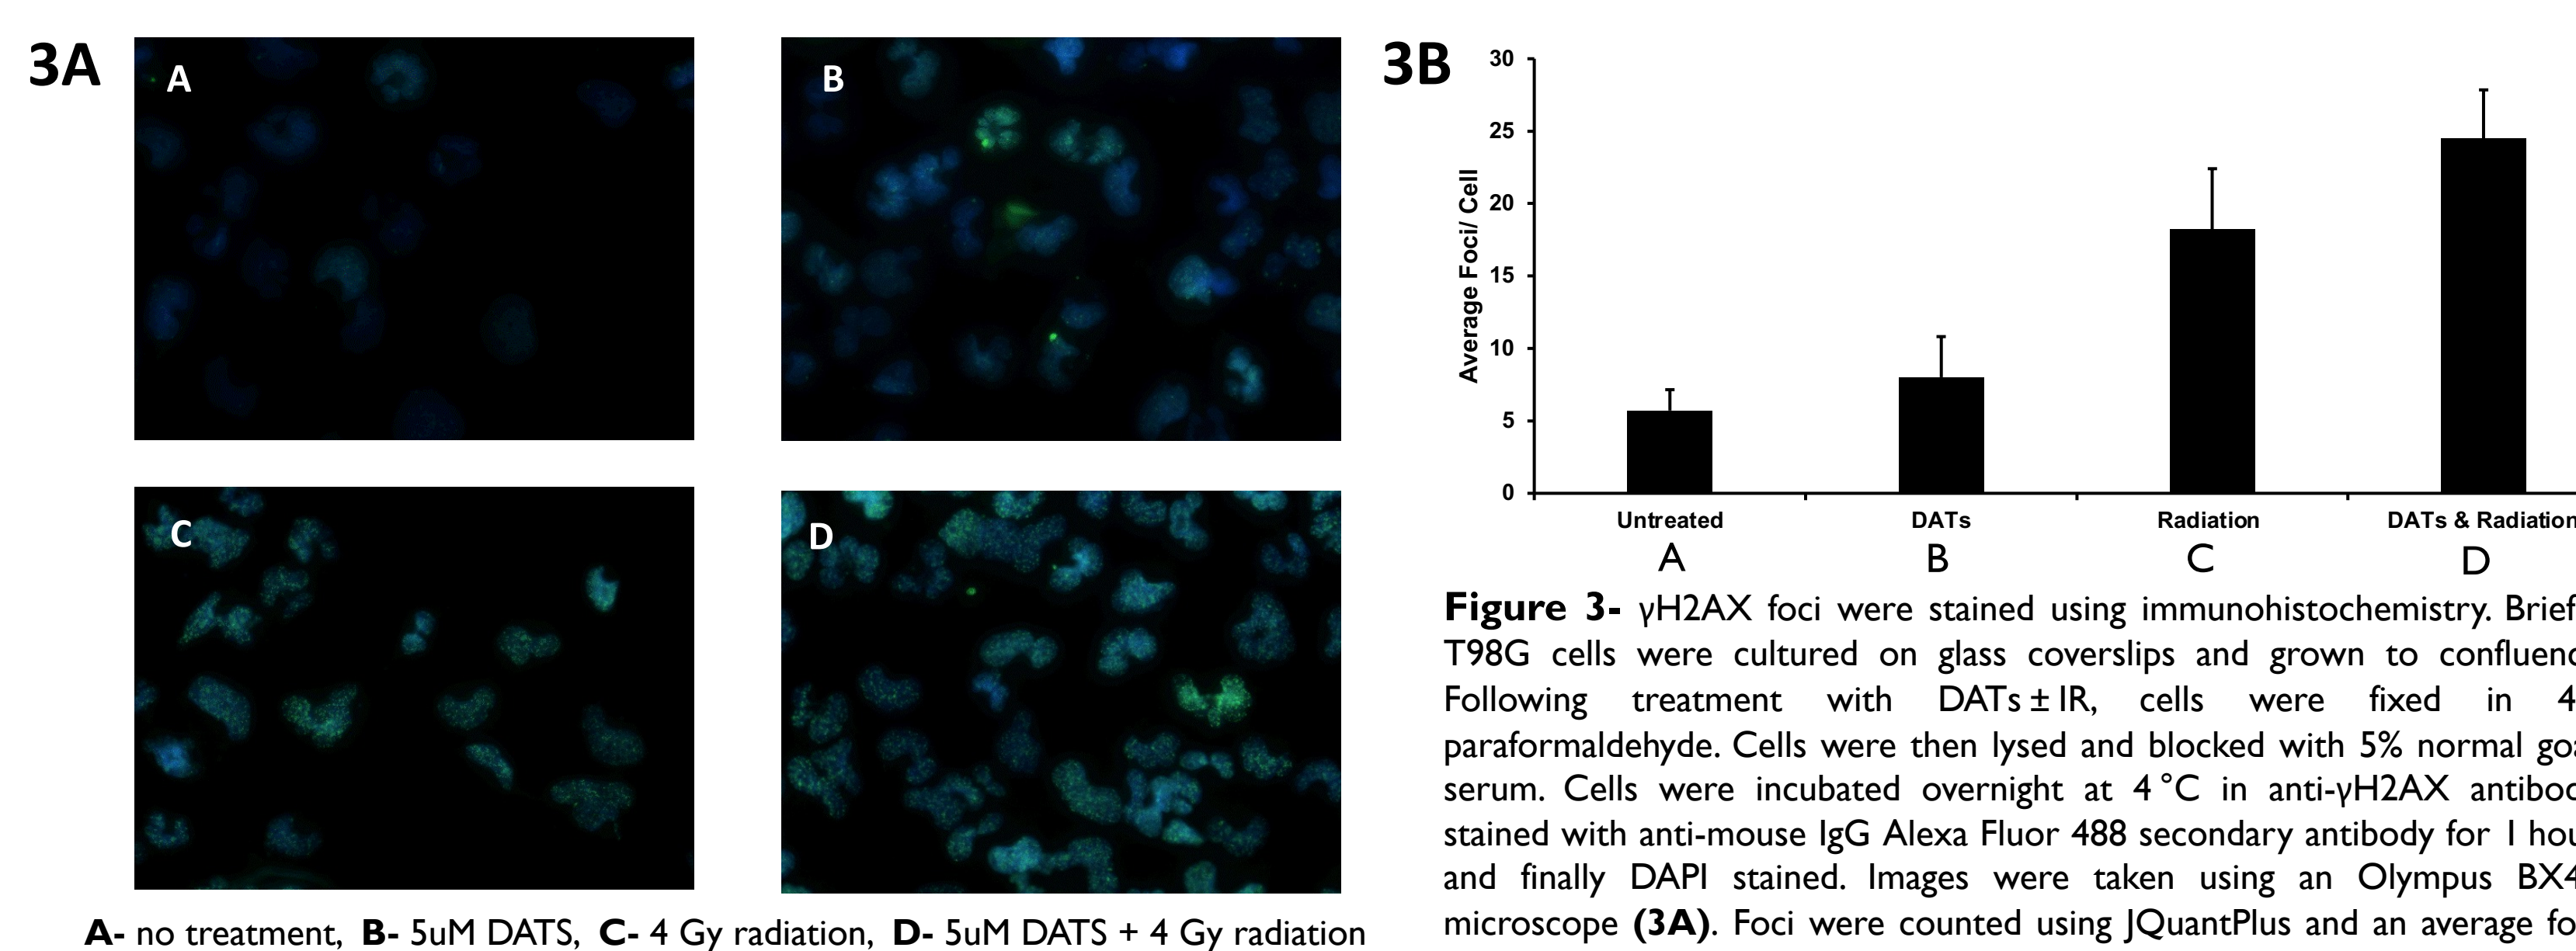 3A
A
B
C
D
A- no treatment, B- 5uM DATS, C- 4 Gy radiation, D- 5uM DATS + 4 Gy radiation
3B
30
25
20
15
10
5
0
Average Foci/ Cell
Untreated DATs Radiation DATs & Radiation
A B C D
Figure 3- γH2AX foci were stained using immunohistochemistry.
T98G cells were cultured on glass coverslips and grown to
Following treatment with DATs ± IR, cells were fixed in
paraformaldehyde. Cells were then lysed and blocked with 5% normal
serum. Cells were incubated overnight at 4 °C in anti-γH2AX
stained with anti-mouse IgG Alexa Fluor 488 secondary antibody for 1
and finally DAPI stained. Images were taken using an Olympus
microscope (3A). Foci were counted using JQuantPlus and an average